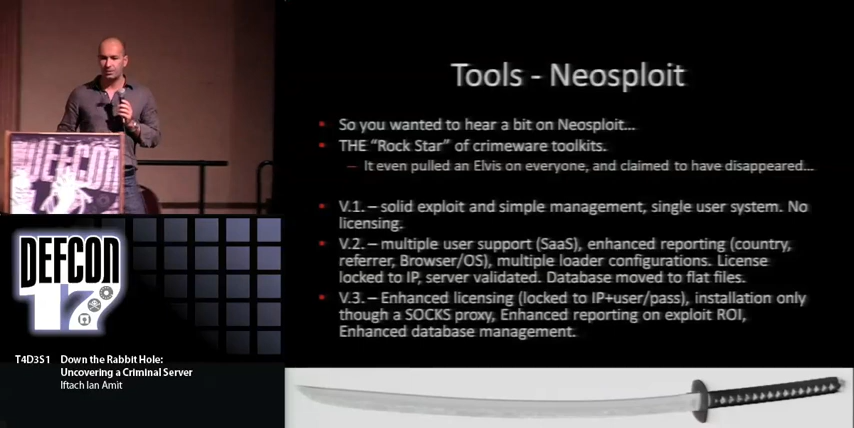 Tools - Neosploit
So you wanted to hear a bit on Neosploit...
THE “Rock Star” of crimeware toolkits.
– It even pulled an Elvis on everyone, and claimed to have disappeared...
V.1. – solid exploit and simple management, single user system. No
licensing.
V.2. – multiple user support (SaaS), enhanced reporting (country,
referrer, Browser/OS), multiple loader configurations. License
locked to IP, server validated. Database moved to flat files.
V.3. – Enhanced licensing (locked to IP+user/pass), installation only
though a SOCKS proxy, Enhanced reporting on exploit ROI,
Enhanced database management.
DEFCON
DEFCON
17
T4D3S1 Down the Rabbit Hole:
Uncovering a Criminal Server
Iftach Ian Amit